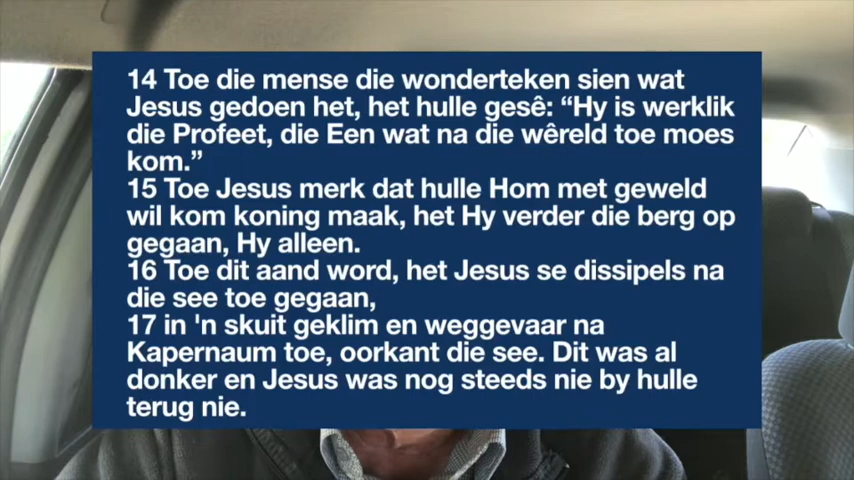 14 Toe die mense die wonderteken sien wat
Jesus gedoen het, het hulle gesê: “Hy is werklik
die Profeet, die Een wat na die wêreld toe moes
kom.”
15 Toe Jesus merk dat hulle Hom met geweld
wil kom koning maak, het Hy verder die berg op
gegaan, Hy alleen.
16 Toe dit aand word, het Jesus se dissipels na
die see toe gegaan,
17 in 'n skuit geklim en weggevaar na
Kapernaum toe, oorkant die see. Dit was al
donker en Jesus was nog steeds nie by hulle
terug nie.